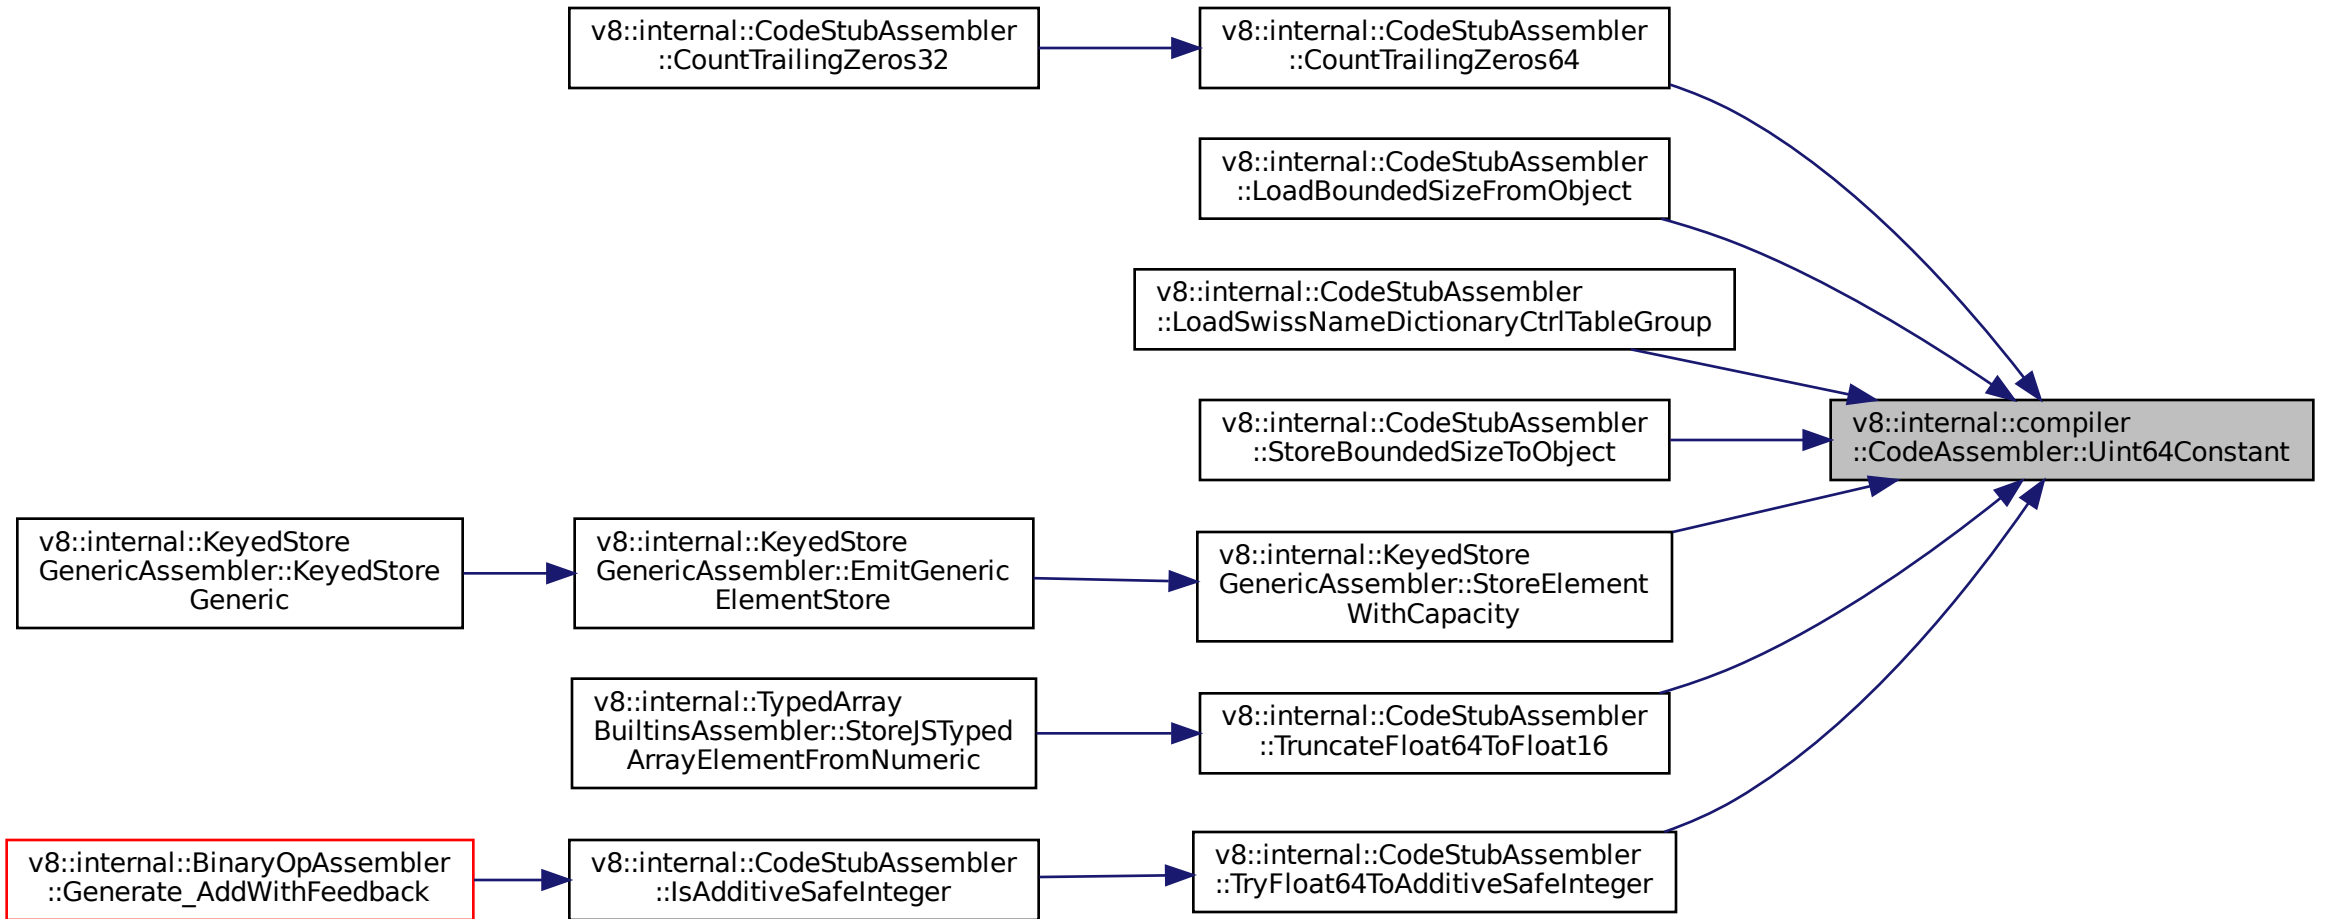 v8::internal::CodeStubAssembler
::CountTrailingZeros32
v8::internal::CodeStubAssembler
::CountTrailingZeros64
v8::internal::CodeStubAssembler
::LoadBoundedSizeFromObject
v8::internal::CodeStubAssembler
::LoadSwissNameDictionaryCtrlTableGroup
v8::internal::CodeStubAssembler
::StoreBoundedSizeToObject
v8::internal::compiler
::CodeAssembler::Uint64Constant
v8::internal::KeyedStore
GenericAssembler::KeyedStore
Generic
v8::internal::KeyedStore
GenericAssembler::EmitGeneric
ElementStore
v8::internal::KeyedStore
GenericAssembler::StoreElement
WithCapacity
v8::internal::TypedArray
BuiltinsAssembler::StoreJSTyped
ArrayElementFromNumeric
v8::internal::CodeStubAssembler
::TruncateFloat64ToFloat16
v8::internal::BinaryOpAssembler
::Generate_AddWithFeedback
v8::internal::CodeStubAssembler
::IsAdditiveSafeInteger
v8::internal::CodeStubAssembler
::TryFloat64ToAdditiveSafeInteger